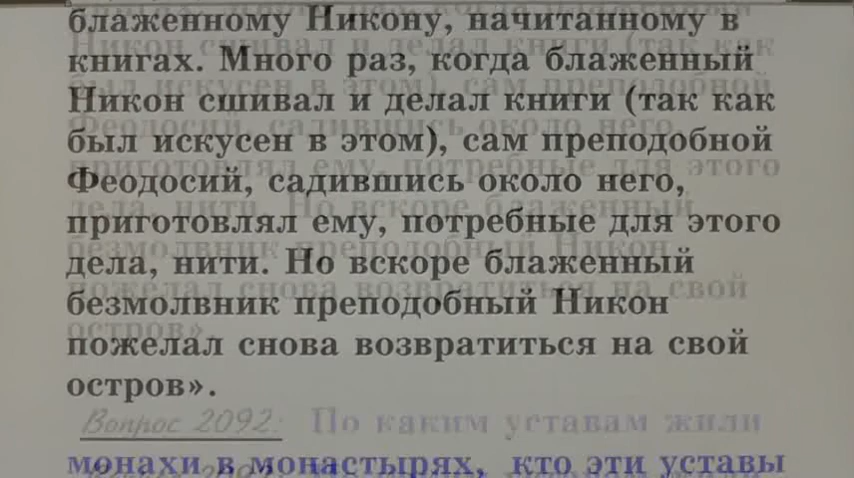 блаженному Никону, начитанному в
книгах. Много раз, когда блаженный
Никон сшивал и делал книги (так как
был искусен в этом), сам преподобной
Феодосий, садившись около него,
приготовлял ему, потребные для этого
дела, нити. Но вскоре блаженный
безмолвник преподобный Никон
пожелал снова возвратиться на свой
остров».
Вопрос 2092: По каким уставам жили
монахи в монастырях, кто эти уставы